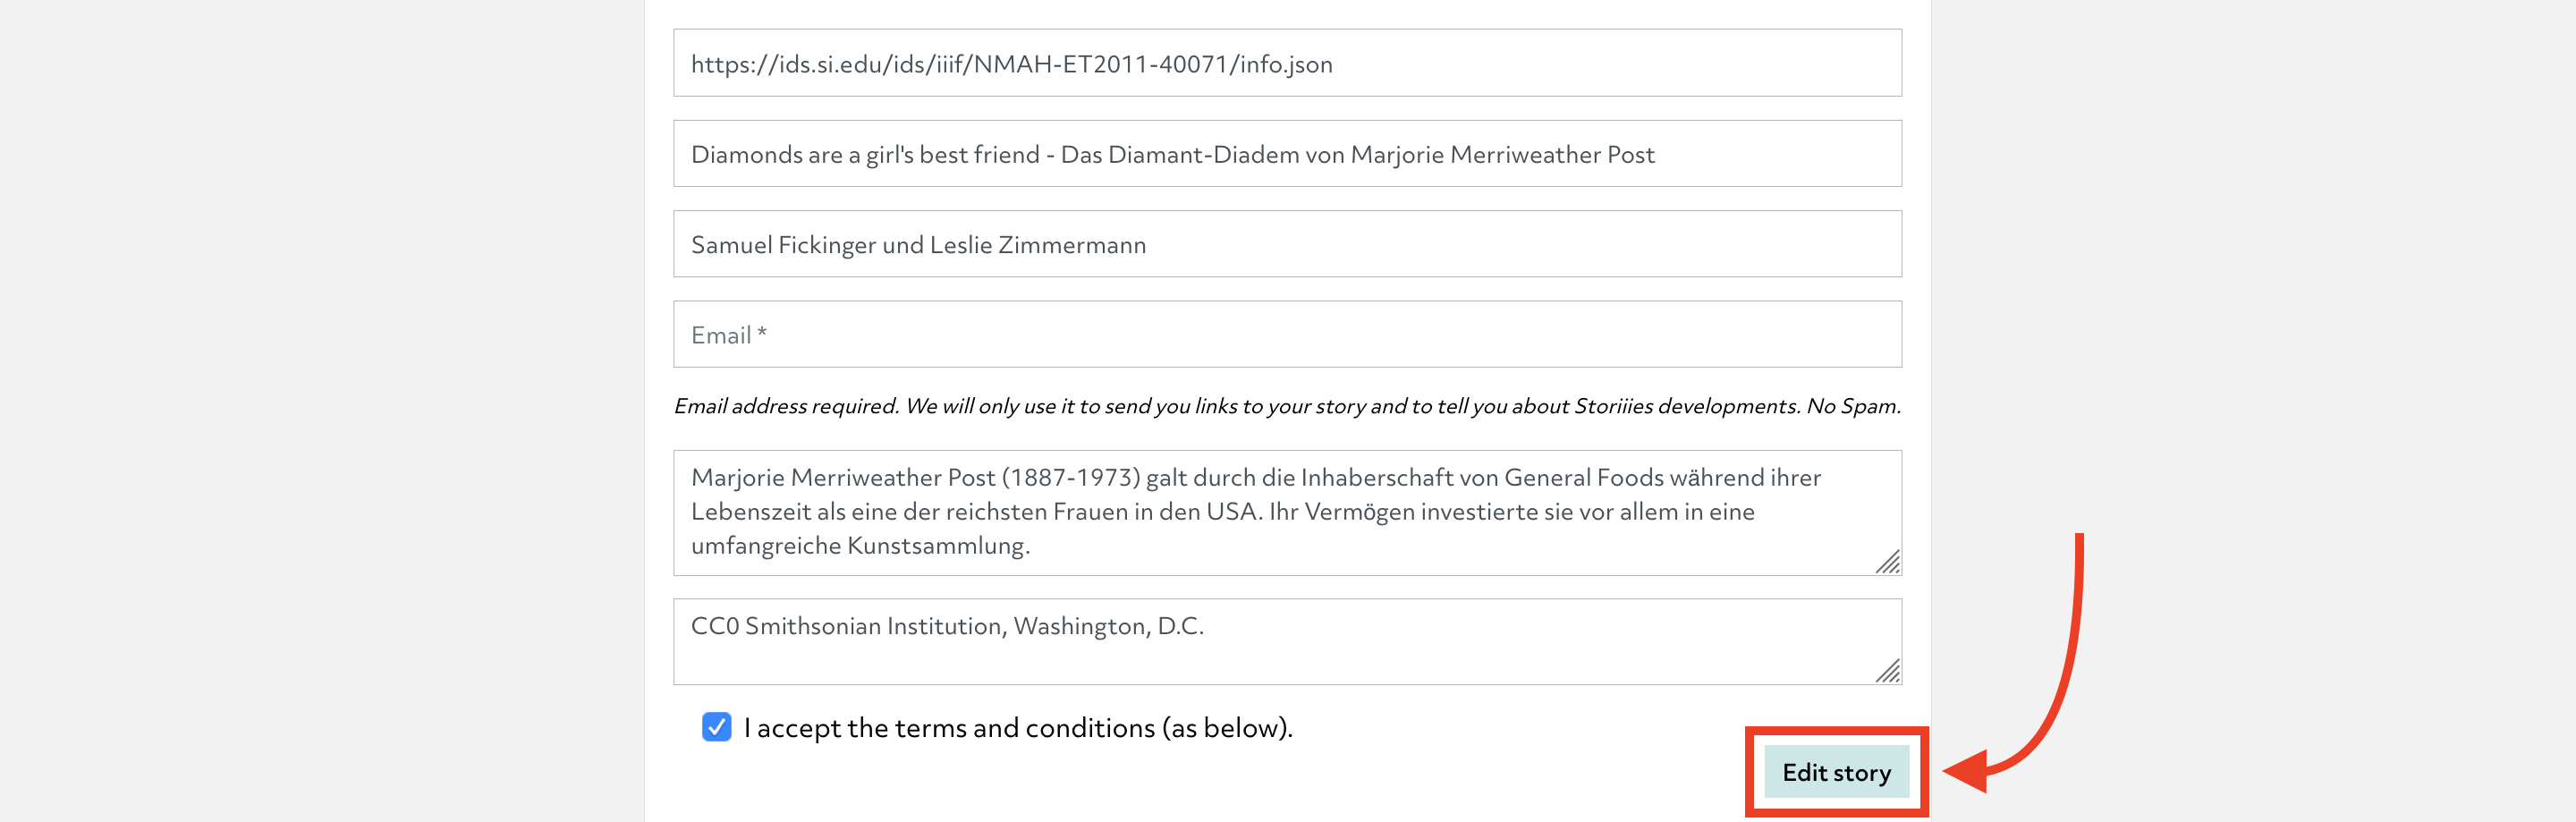 https://ids.si.edu/ids/iiif/NMAH-ET2011-40071/info.json
Diamonds are a girl's best friend - Das Diamant-Diadem von Marjorie Merriweather Post
Samuel Fickinger und Leslie Zimmermann
Email *
Email address required. We will only use it to send you links to your story and to tell you about Storiiies developments. No Spam.
Marjorie Merriweather Post (1887-1973) galt durch die Inhaberschaft von General Foods während ihrer
Lebenszeit als eine der reichsten Frauen in den USA. Ihr Vermögen investierte sie vor allem in eine
umfangreiche Kunstsammlung.
CC0 Smithsonian Institution, Washington, D.C.
I accept the terms and conditions (as below).
Edit story